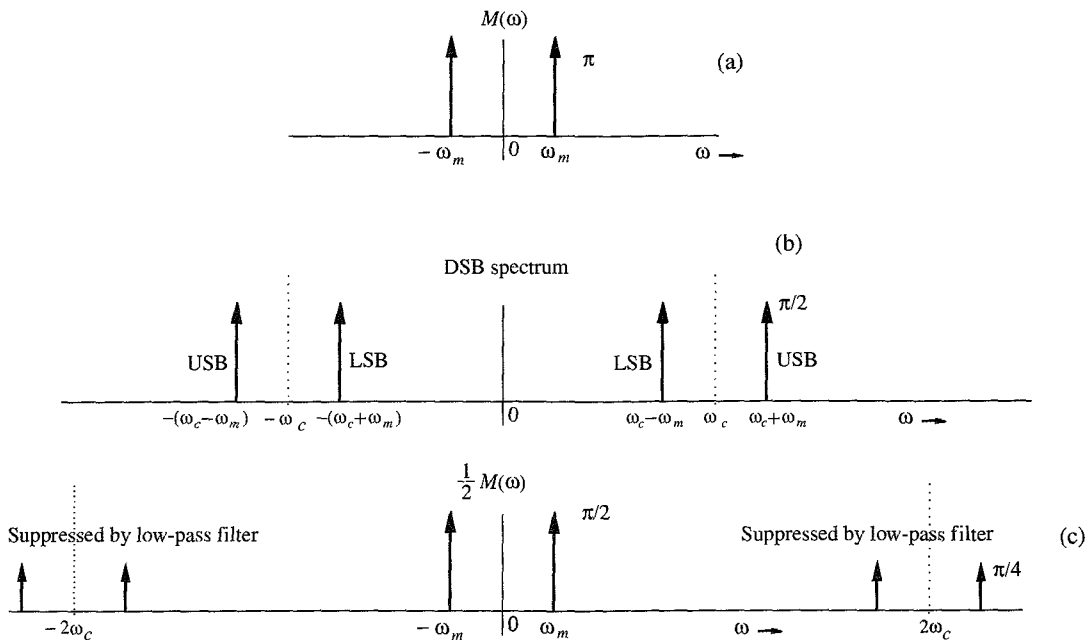 M(ω)
π
(a)
−ω_m 0 ω_m ω
(b)
DSB spectrum
π/2
USB LSB LSB USB
−(ω_c−ω_m) −ω_c −(ω_c+ω_m) 0 ω_c−ω_m ω_c ω_c+ω_m ω
1/2 M(ω)
π/2
Suppressed by low-pass filter Suppressed by low-pass filter (c)
π/4
−2ω_c −ω_m 0 ω_m ω 2ω_c